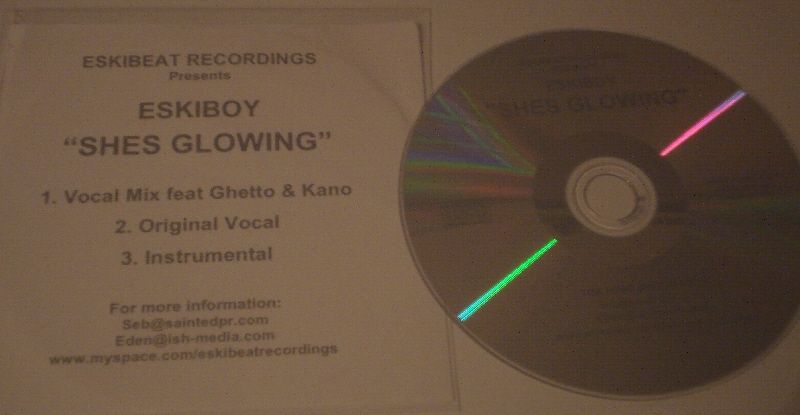 ESKIBEAT RECORDINGS
Presents
ESKIBOY
“SHES GLOWING”
1. Vocal Mix feat Ghetto & Kano
2. Original Vocal
3. Instrumental
For more information:
Seb@saintedpr.com
Eden@ish-media.com
www.myspace.com/eskibeatrecordings
ESKIBOY
“SHES GLOWING”